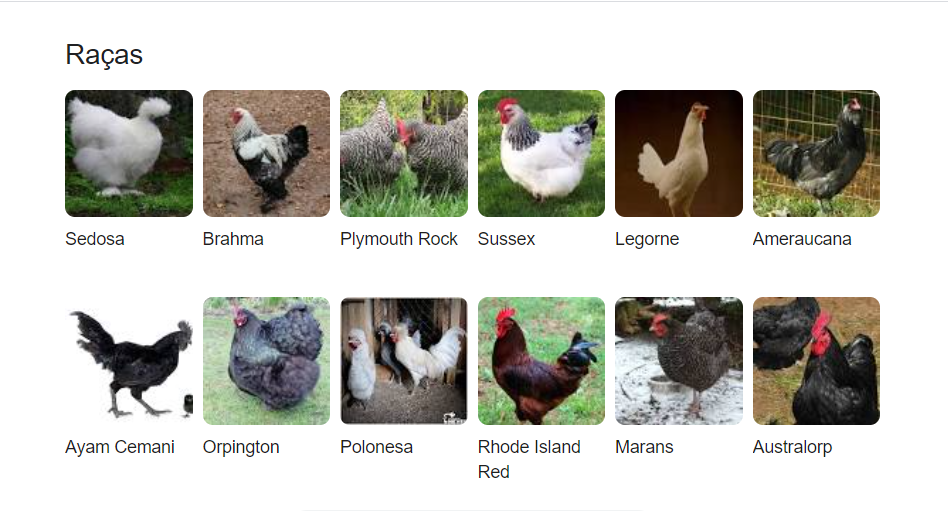 Raças
Sedosa
Brahma
Plymouth Rock
Sussex
Legorne
Ameraucana
Ayam Cemani
Orpington
Polonesa
Rhode Island
Red
Marans
Australorp